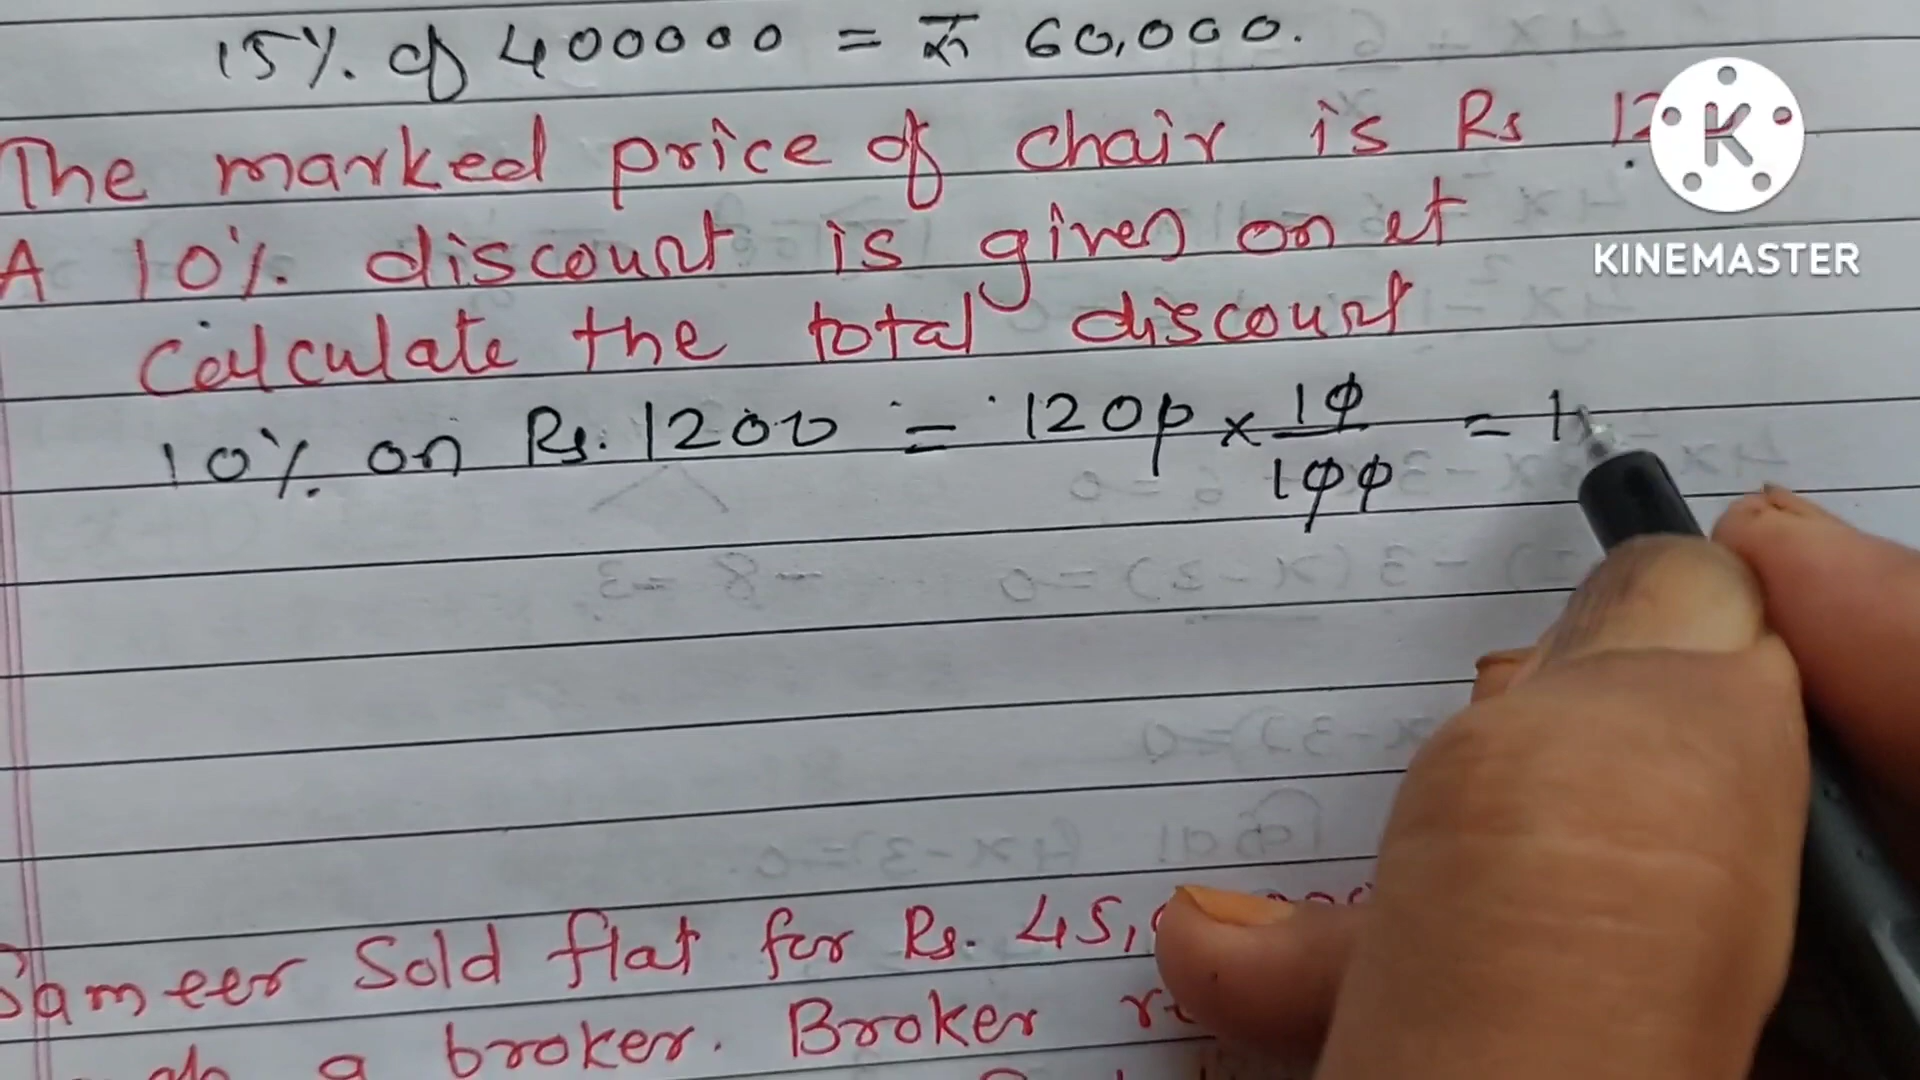 15% of 400000 = रु 60,000.
The marked price of chair is Rs 12
K
KINEMASTER
A 10% discount is given on it
Calculate the total discount
10% on Rs. 1200 = 1200 × 10/100 = 1
Sameer Sold flat for Rs. 45,
a broker. Broker